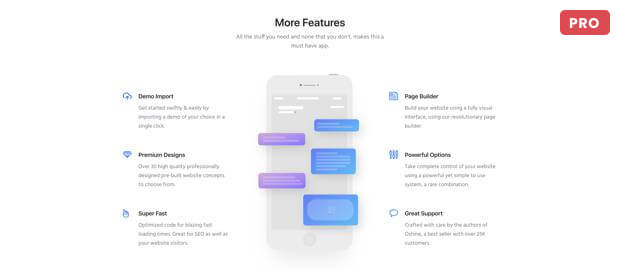 More Features
PRO
All the stuff you need and none that you don't, makes this a
must have app.
Demo Import
Get started swiftly & easily by
importing a demo of your choice in a
single click.
Premium Designs
Over 30 high quality professionally
designed pre-built website concepts
to choose from.
Super Fast
Optimized code for blazing fast
loading times. Great for SEO as well as
your website visitors.
Page Builder
Build your website using a fully visual
interface, using our revolutionary page
builder.
Powerful Options
Take complete control of your website
using a powerful yet simple to use
system, a rare combination.
Great Support
Crafted with care by the authors of
Oshine, a best seller with over 25K
customers.